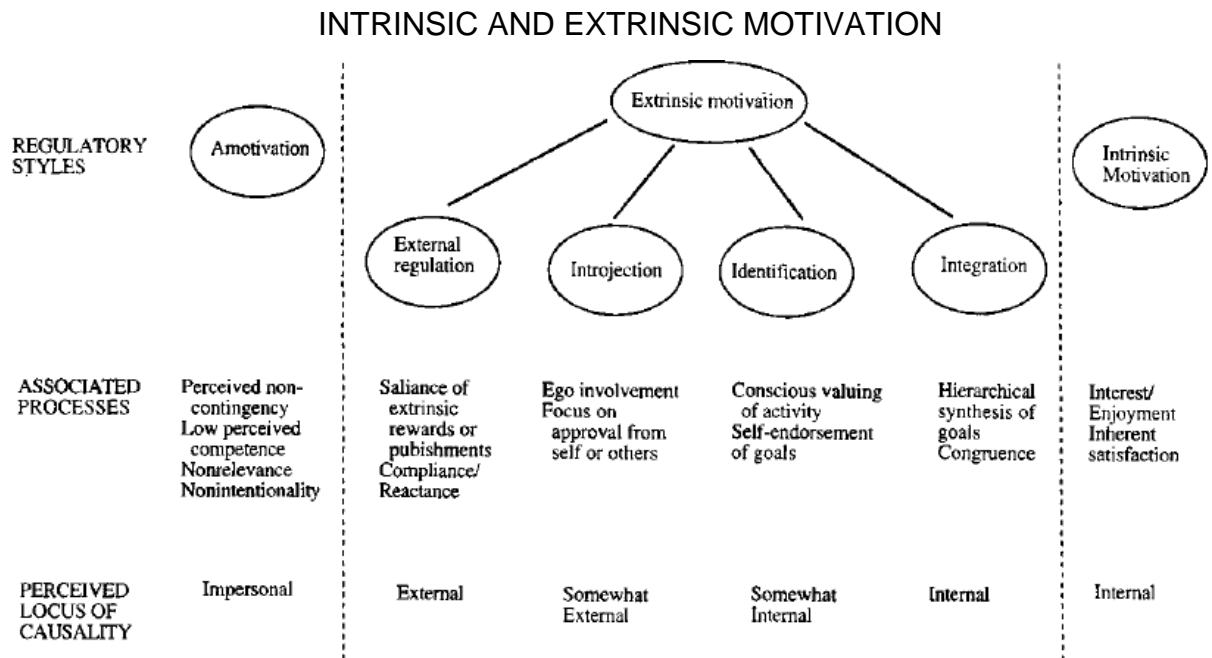 INTRINSIC AND EXTRINSIC MOTIVATION
Extrinsic motivation
REGULATORY
STYLES
Amotivation
Intrinsic
Motivation
External
regulation
Introjection
Identification
Integration
ASSOCIATED
PROCESSES
Perceived non-
contingency
Low perceived
competence
Nonrelevance
Nonintentionality
Saliance of
extrinsic
rewards or
pubishments
Compliance/
Reactance
Ego involvement
Focus on
approval from
self or others
Conscious valuing
of activity
Self-endorsement
of goals
Hierarchical
synthesis of
goals
Congruence
Interest/
Enjoyment
Inherent
satisfaction
PERCEIVED
LOCUS OF
CAUSALITY
Impersonal
External
Somewhat
External
Somewhat
Internal
Internal
Internal